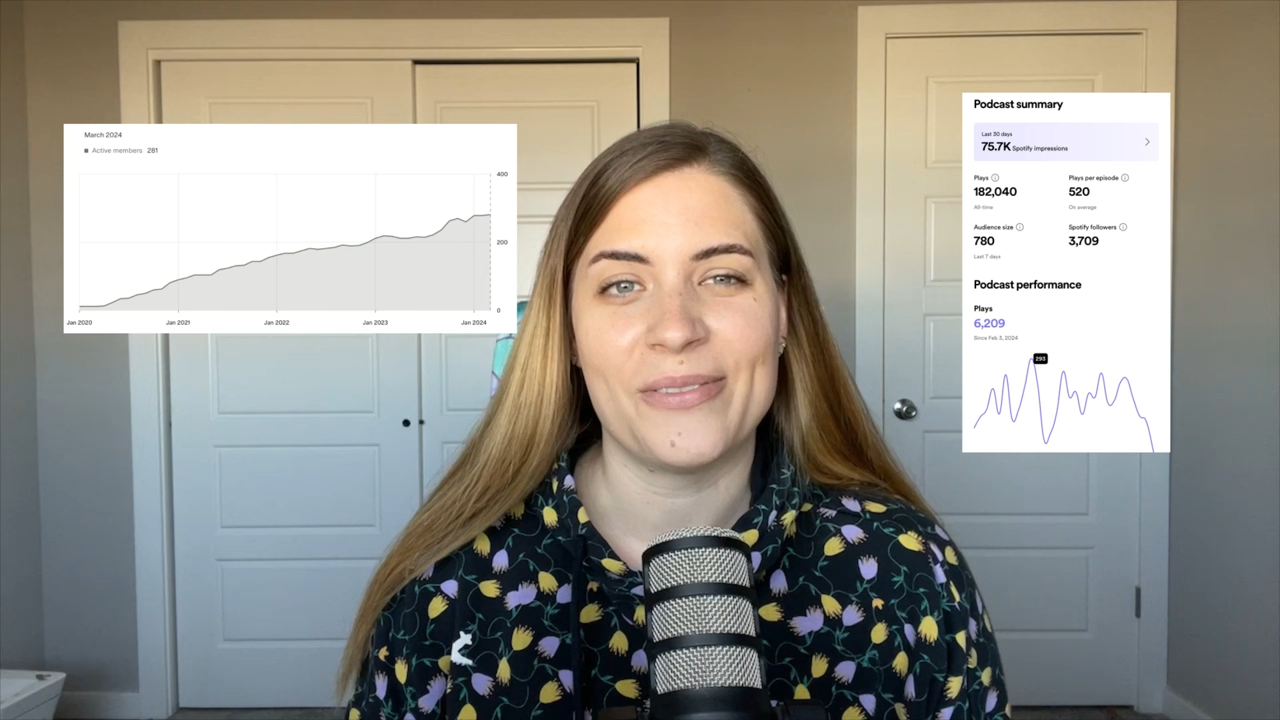 March 2024
Active members 281
400
200
0
Jan 2020 Jan 2021 Jan 2022 Jan 2023 Jan 2024
Podcast summary
Last 30 days
75.7K Spotify impressions
Plays Plays per episode
182,040 520
All-time On average
Audience size Spotify followers
780 3,709
Last 7 days
Podcast performance
Plays
6,209
Since Feb 3, 2024
293